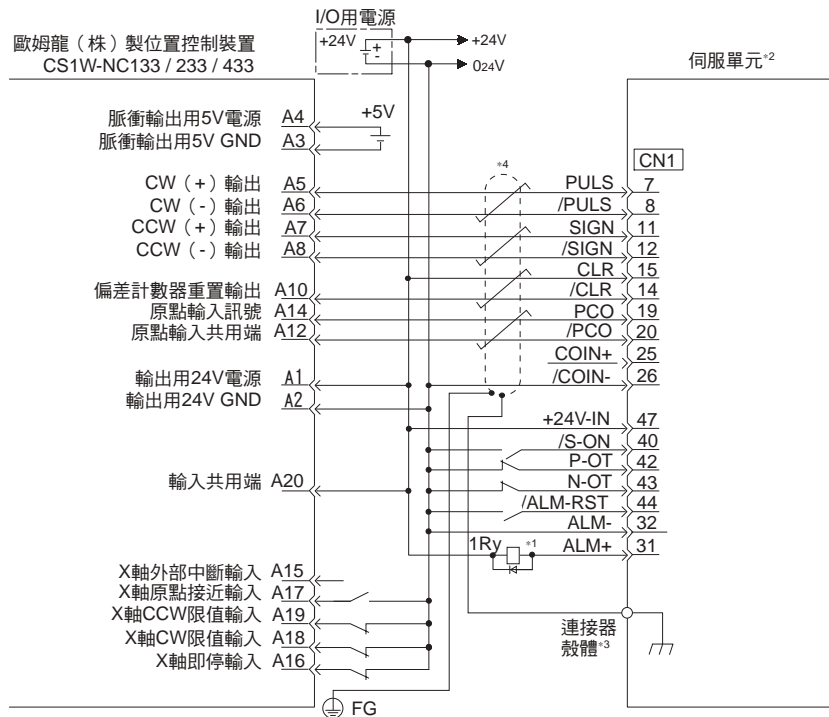 I/O用電源
+24V
+
-
+24V
024V
歐姆龍（株）製位置控制裝置
CS1W-NC133 / 233 / 433
伺服單元*2
脈衝輸出用5V電源 A4
+5V
脈衝輸出用5V GND A3
*4
CN1
CW（+）輸出 A5
PULS 7
CW（-）輸出 A6
/PULS 8
CCW（+）輸出 A7
SIGN 11
CCW（-）輸出 A8
/SIGN 12
CLR 15
偏差計數器重置輸出 A10
/CLR 14
原點輸入訊號 A14
PCO 19
原點輸入共用端 A12
/PCO 20
COIN+ 25
輸出用24V電源 A1
/COIN- 26
輸出用24V GND A2
+24V-IN 47
/S-ON 40
P-OT 42
輸入共用端 A20
N-OT 43
/ALM-RST 44
ALM- 32
1Ry *1 ALM+ 31
X軸外部中斷輸入 A15
X軸原點接近輸入 A17
X軸CCW限值輸入 A19
X軸CW限值輸入 A18
X軸即停輸入 A16
連接器
殼體*3
FG